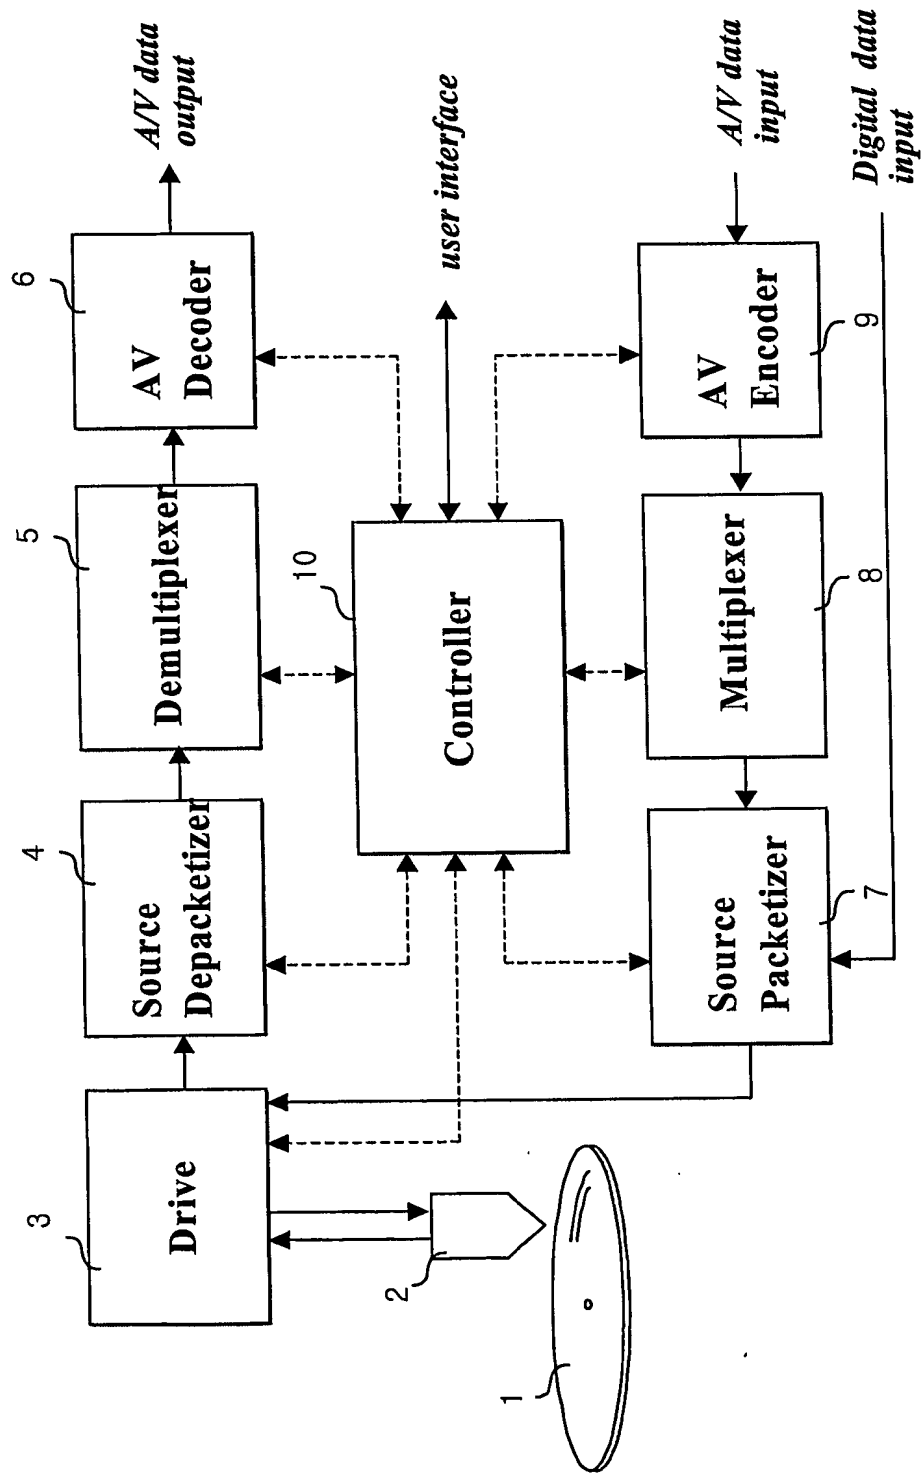 3
Drive
4
Source
Depacketizer
5
Demultiplexer
6
AV
Decoder
A/V data
output
10
Controller
user interface
1
2
Source
Packetizer
7
Multiplexer
8
AV
Encoder
9
A/V data
input
Digital data
input